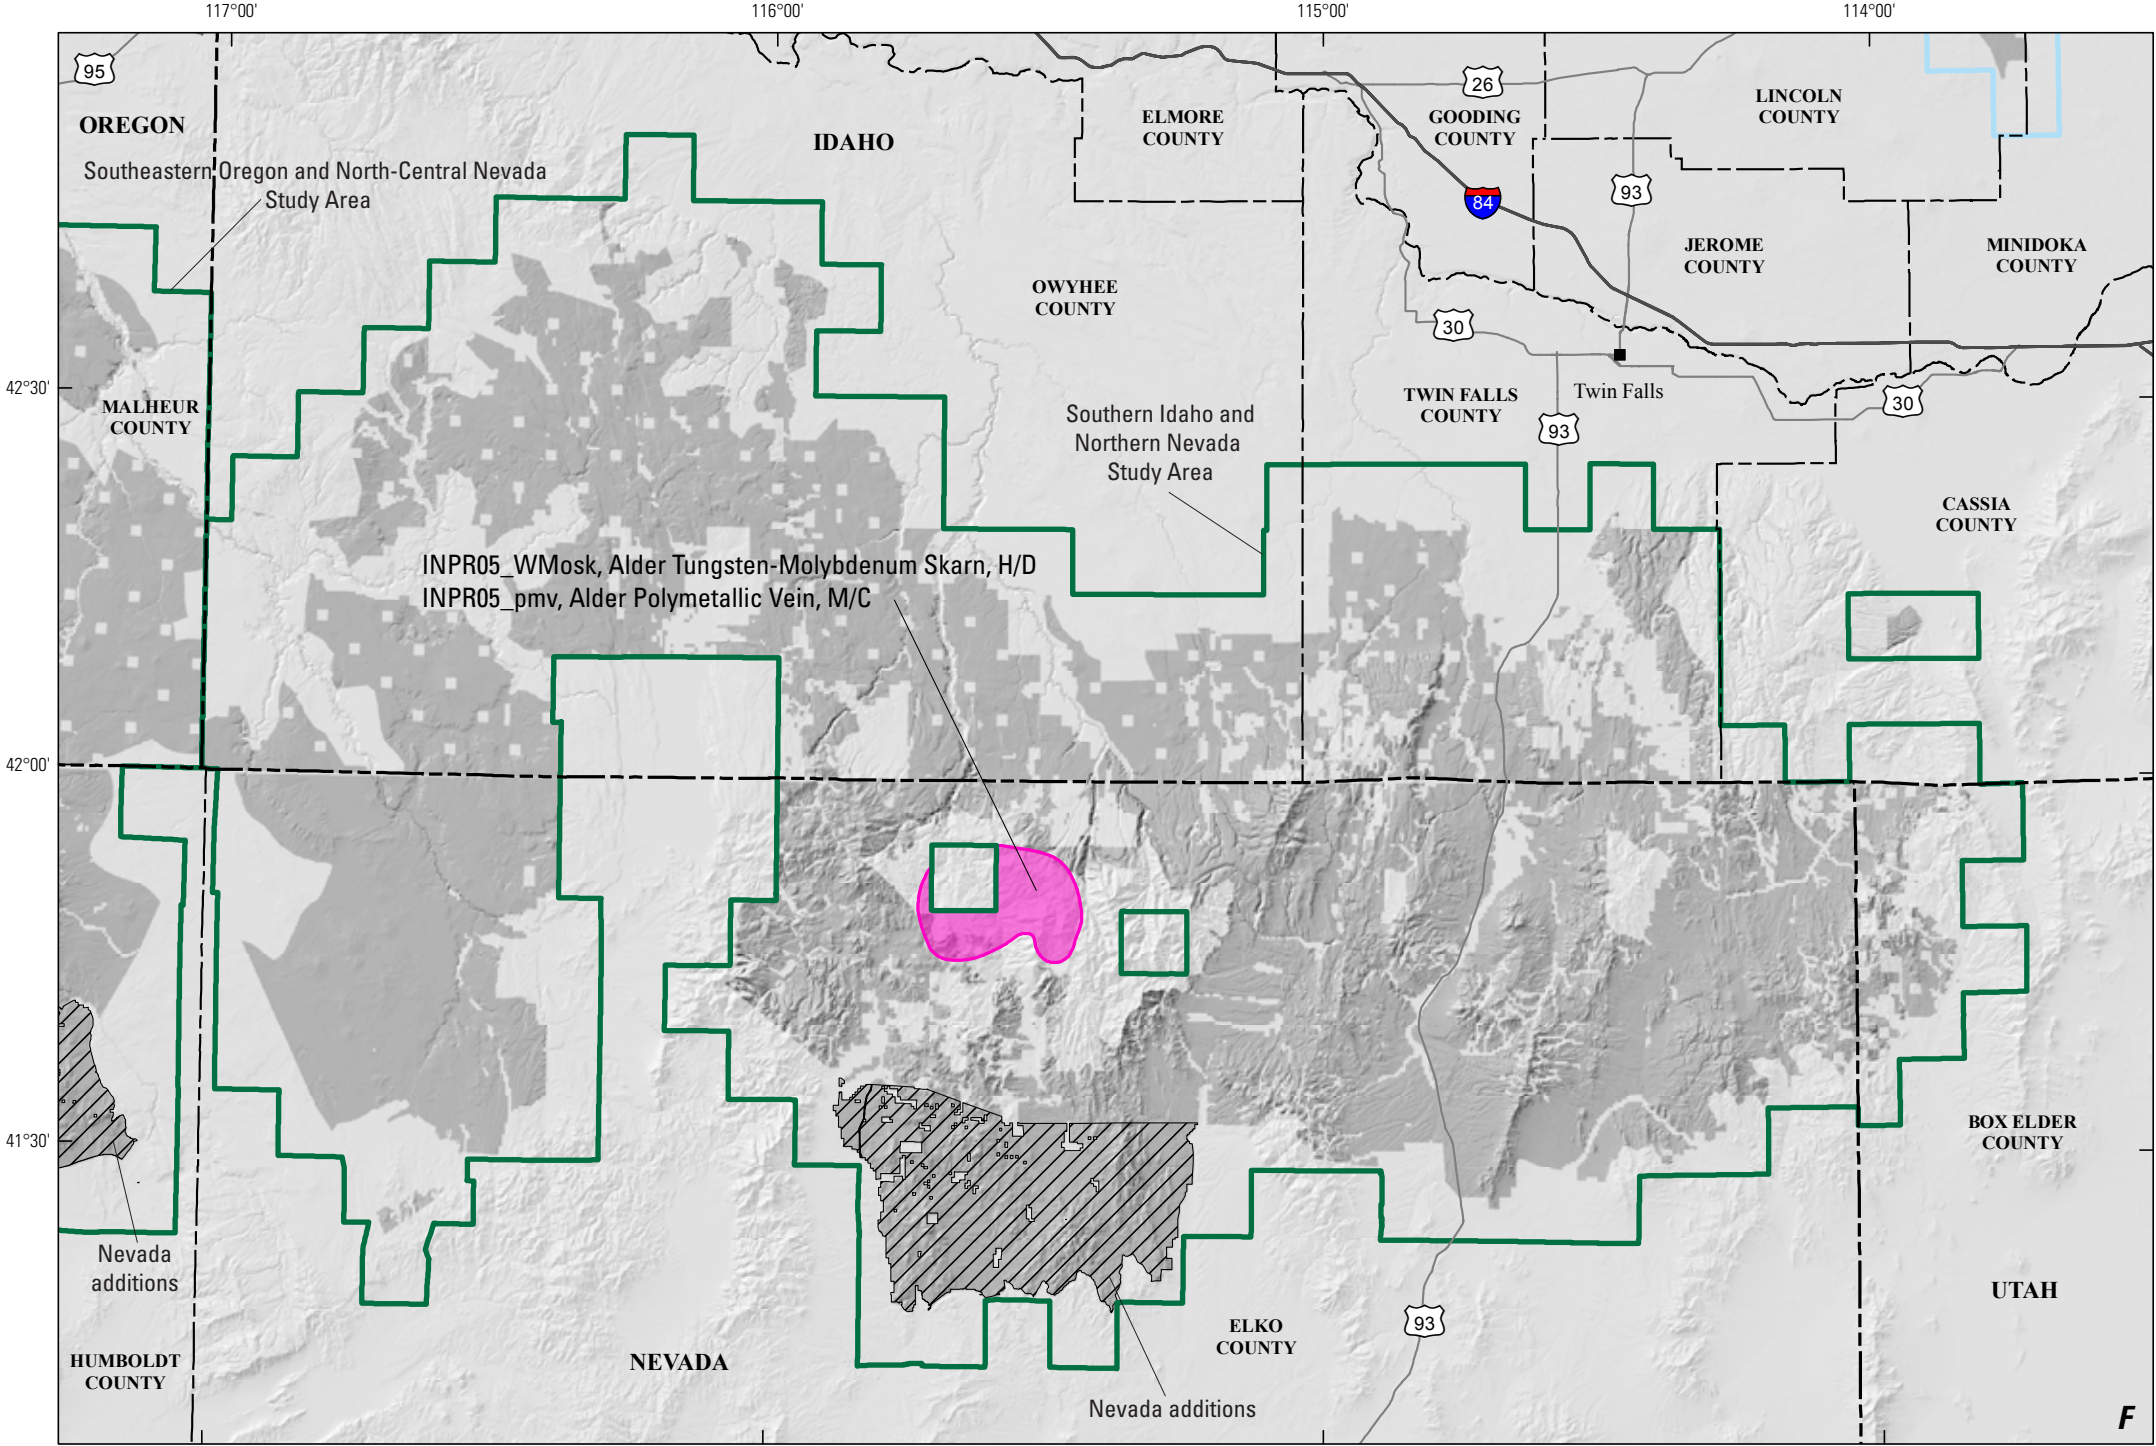 117°00'
116°00'
115°00'
114°00'
95
OREGON
IDAHO
ELMORE
COUNTY
26
GOODING
COUNTY
LINCOLN
COUNTY
Southeastern Oregon and North-Central Nevada
Study Area
84
93
JEROME
COUNTY
MINIDOKA
COUNTY
OWYHEE
COUNTY
30
42°30'
MALHEUR
COUNTY
Southern Idaho and
Northern Nevada
Study Area
TWIN FALLS
COUNTY
Twin Falls
93
30
CASSIA
COUNTY
INPR05_WMosk, Alder Tungsten-Molybdenum Skarn, H/D
INPR05_pmv, Alder Polymetallic Vein, M/C
42°00'
41°30'
BOX ELDER
COUNTY
Nevada
additions
UTAH
HUMBOLDT
COUNTY
NEVADA
ELKO
COUNTY
93
Nevada additions
F